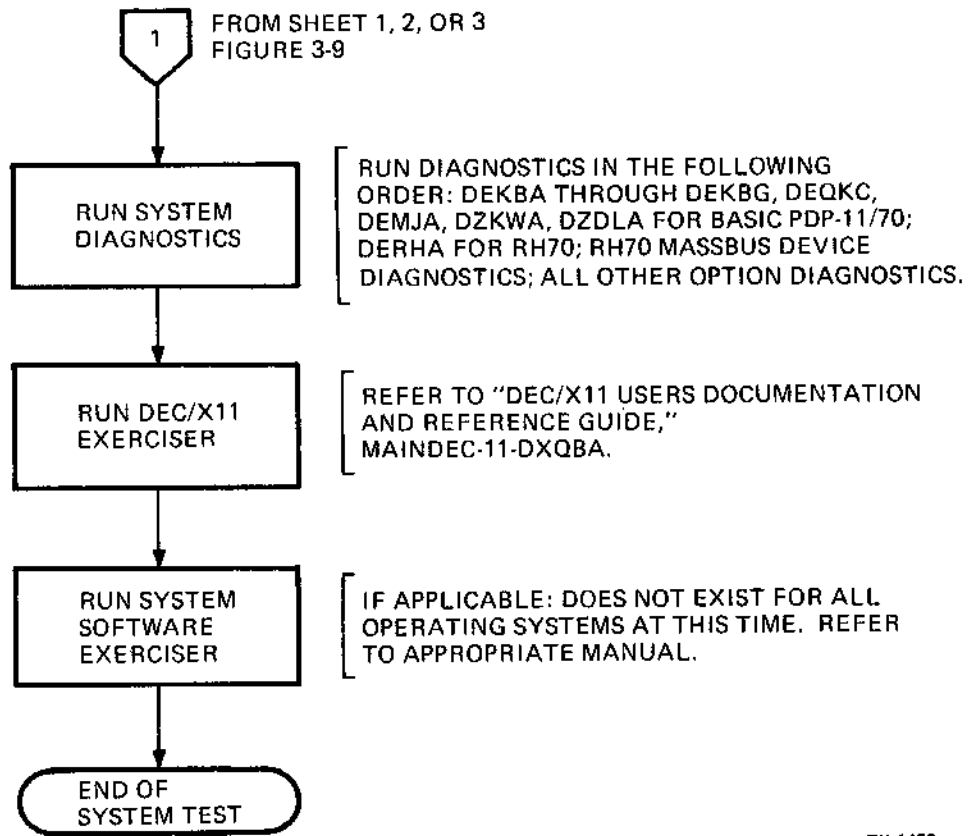 1
FROM SHEET 1, 2, OR 3
FIGURE 3-9
RUN SYSTEM
DIAGNOSTICS
RUN DIAGNOSTICS IN THE FOLLOWING
ORDER: DEKBA THROUGH DEKBG, DEQKC,
DEMJA, DZKWA, DZDLA FOR BASIC PDP-11/70;
DERHA FOR RH70; RH70 MASSBUS DEVICE
DIAGNOSTICS; ALL OTHER OPTION DIAGNOSTICS.
RUN DEC/X11
EXERCISER
REFER TO "DEC/X11 USERS DOCUMENTATION
AND REFERENCE GUIDE,"
MAINDEC-11-DXQBA.
RUN SYSTEM
SOFTWARE
EXERCISER
IF APPLICABLE: DOES NOT EXIST FOR ALL
OPERATING SYSTEMS AT THIS TIME. REFER
TO APPROPRIATE MANUAL.
END OF
SYSTEM TEST